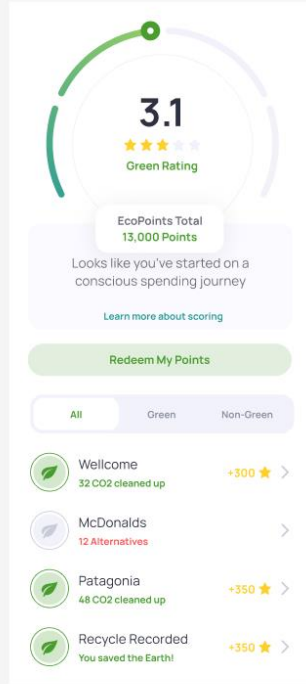 3.1
Green Rating
EcoPoints Total
13,000 Points
Looks like you've started on a
conscious spending journey
Learn more about scoring
Redeem My Points
All Green Non-Green
Wellcome
32 CO2 cleaned up
+300
McDonalds
12 Alternatives
Patagonia
48 CO2 cleaned up
+350
Recycle Recorded
You saved the Earth!
+350